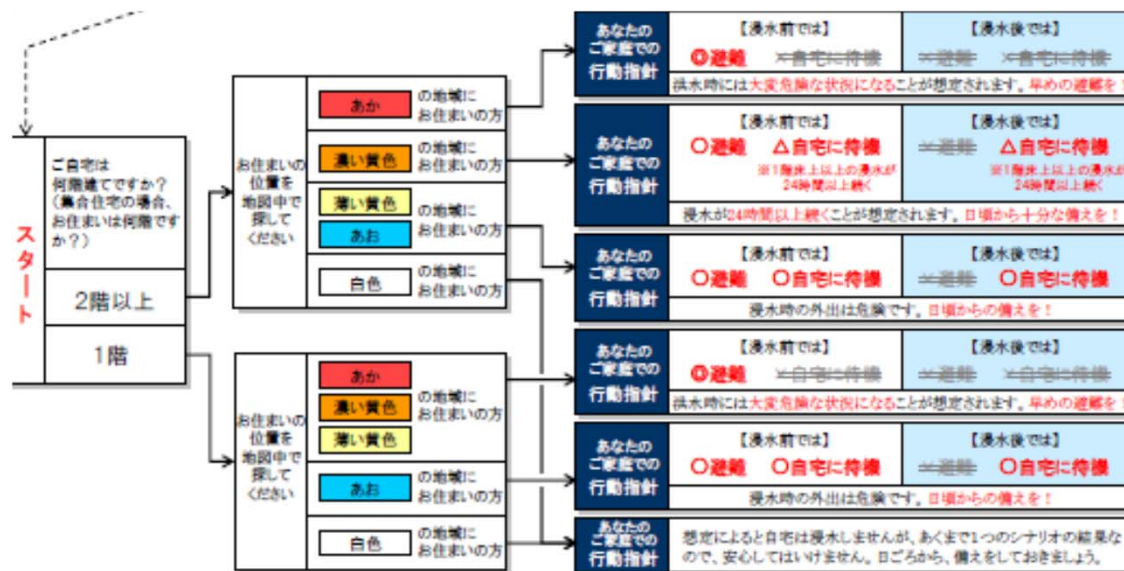 スタート
ご自宅は
何階建てですか？
（集合住宅の場合、
お住まいは何階です
か？）
2階以上
1階
お住まいの
位置を
地図中で
探して
ください
あか
の地域に
お住まいの方
濃い黄色
の地域に
お住まいの方
薄い黄色
あお
の地域に
お住まいの方
白色
の地域に
お住まいの方
お住まいの
位置を
地図中で
探して
ください
あか
濃い黄色
薄い黄色
の地域に
お住まいの方
あお
の地域に
お住まいの方
白色
の地域に
お住まいの方
あなたの
ご家庭での
行動指針
【浸水前では】
◎避難 ×自宅に待機
【浸水後では】
×避難 ×自宅に待機
洪水時には大変危険な状況になることが想定されます。早めの避難を！
あなたの
ご家庭での
行動指針
【浸水前では】
○避難 △自宅に待機
※1階床上以上の浸水が
24時間以上続く
【浸水後では】
×避難 △自宅に待機
※1階床上以上の浸水が
24時間以上続く
浸水が24時間以上続くことが想定されます。日頃から十分な備えを！
あなたの
ご家庭での
行動指針
【浸水前では】
○避難 ○自宅に待機
【浸水後では】
×避難 ○自宅に待機
浸水時の外出は危険です。日頃からの備えを！
あなたの
ご家庭での
行動指針
【浸水前では】
◎避難 ×自宅に待機
【浸水後では】
×避難 ×自宅に待機
洪水時には大変危険な状況になることが想定されます。早めの避難を！
あなたの
ご家庭での
行動指針
【浸水前では】
○避難 ○自宅に待機
【浸水後では】
×避難 ○自宅に待機
浸水時の外出は危険です。日頃からの備えを！
あなたの
ご家庭での
行動指針
想定によると自宅は浸水しませんが、あくまで1つのシナリオの結果な
ので、安心してはいけません。日ごろから、備えをしておきましょう。